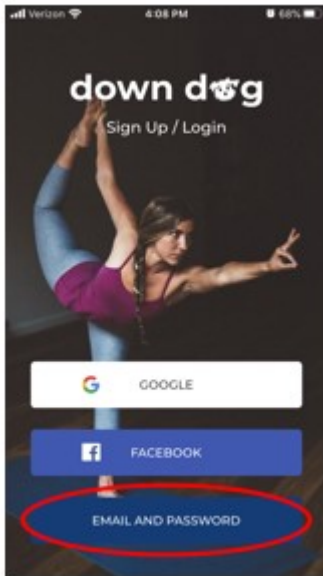 Verizon 4:08 PM 68%
down dog
Sign Up / Login
GOOGLE
FACEBOOK
EMAIL AND PASSWORD